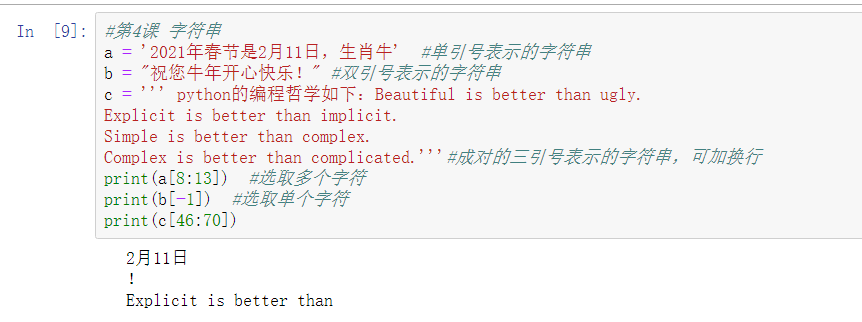 In [9]: #第4课 字符串
a = '2021年春节是2月11日，生肖牛' #单引号表示的字符串
b = "祝您牛年开心快乐！" #双引号表示的字符串
c = ''' python的编程哲学如下：Beautiful is better than ugly.
Explicit is better than implicit.
Simple is better than complex.
Complex is better than complicated.'''#成对的三引号表示的字符串，可加换行
print(a[8:13]) #选取多个字符
print(b[-1]) #选取单个字符
print(c[46:70])
2月11日
！
Explicit is better than